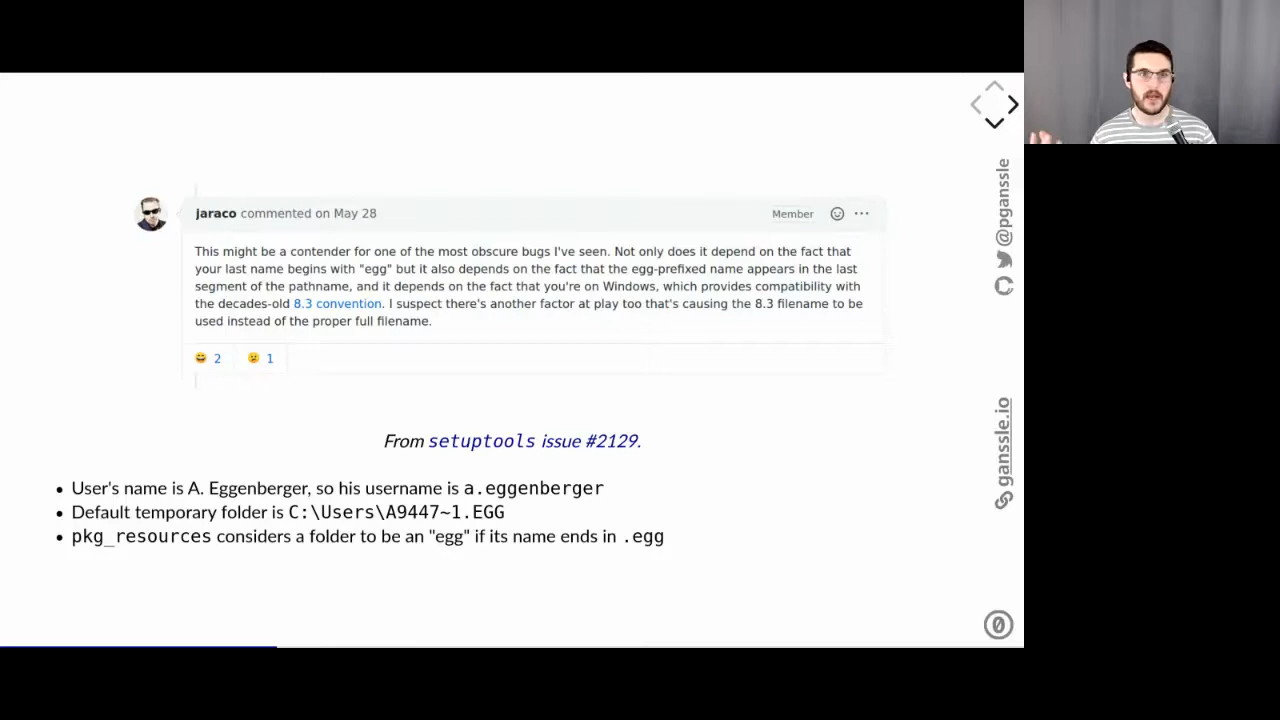 jaraco commented on May 28
Member
This might be a contender for one of the most obscure bugs I've seen. Not only does it depend on the fact that
your last name begins with "egg" but it also depends on the fact that the egg-prefixed name appears in the last
segment of the pathname, and it depends on the fact that you're on Windows, which provides compatibility with
the decades-old 8.3 convention. I suspect there's another factor at play too that's causing the 8.3 filename to be
used instead of the proper full filename.
2
1
From setuptools issue #2129.
• User's name is A. Eggenberger, so his username is a.eggenberger
• Default temporary folder is C:\Users\A9447~1.EGG
• pkg_resources considers a folder to be an "egg" if its name ends in .egg
@pganssle
ganssle.io
0